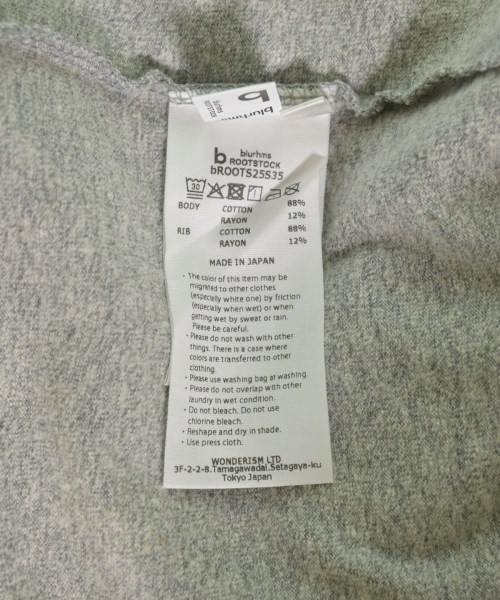 blurhms
b
blurhms
ROOTSTOCK
bROOTS25S35
30
BODY COTTON 88%
RAYON 12%
RIB COTTON 88%
RAYON 12%
MADE IN JAPAN
・The color of this item may be
migrated to other clothes
(especially white one) by friction
(especially when wet) or when
getting wet by sweat or rain.
Please be careful.
・Please do not wash with other
things. There is a case where
colors are transferred to other
clothing.
・Please use washing bag at washing.
・Please do not overlap with other
laundry in wet condition.
・Do not bleach. Do not use
chlorine bleach.
・Reshape and dry in shade.
・Use press cloth.
WONDERISM LTD
3F-2-2-8.Tamagawadai.Setagaya-ku
Tokyo Japan